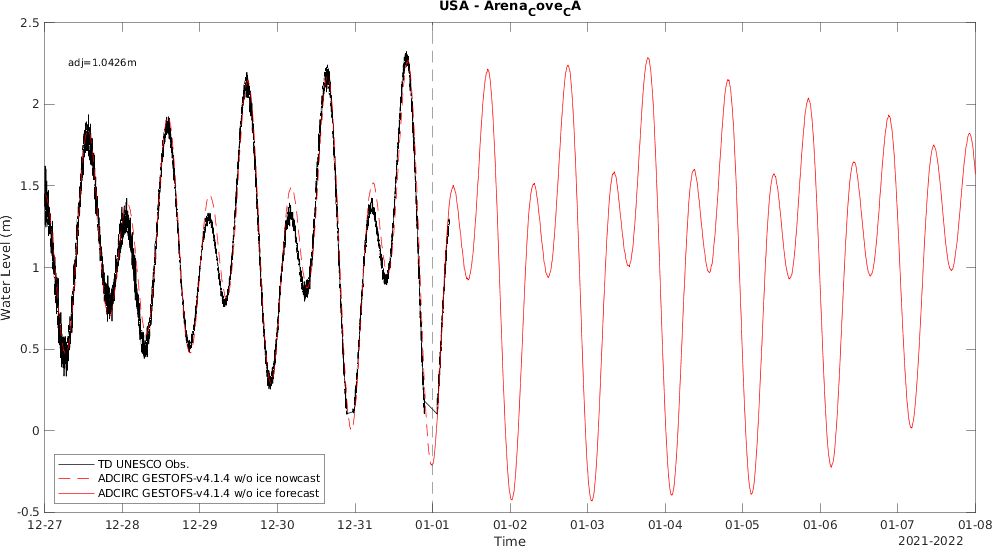 USA - Arena_Cove_CA
adj=1.0426m
2.5
2
1.5
1
0.5
0
-0.5
Water Level (m)
TD UNESCO Obs.
ADCIRC GESTOFS-v4.1.4 w/o ice nowcast
ADCIRC GESTOFS-v4.1.4 w/o ice forecast
12-27 12-28 12-29 12-30 12-31 01-01 01-02 01-03 01-04 01-05 01-06 01-07 01-08
Time
2021-2022